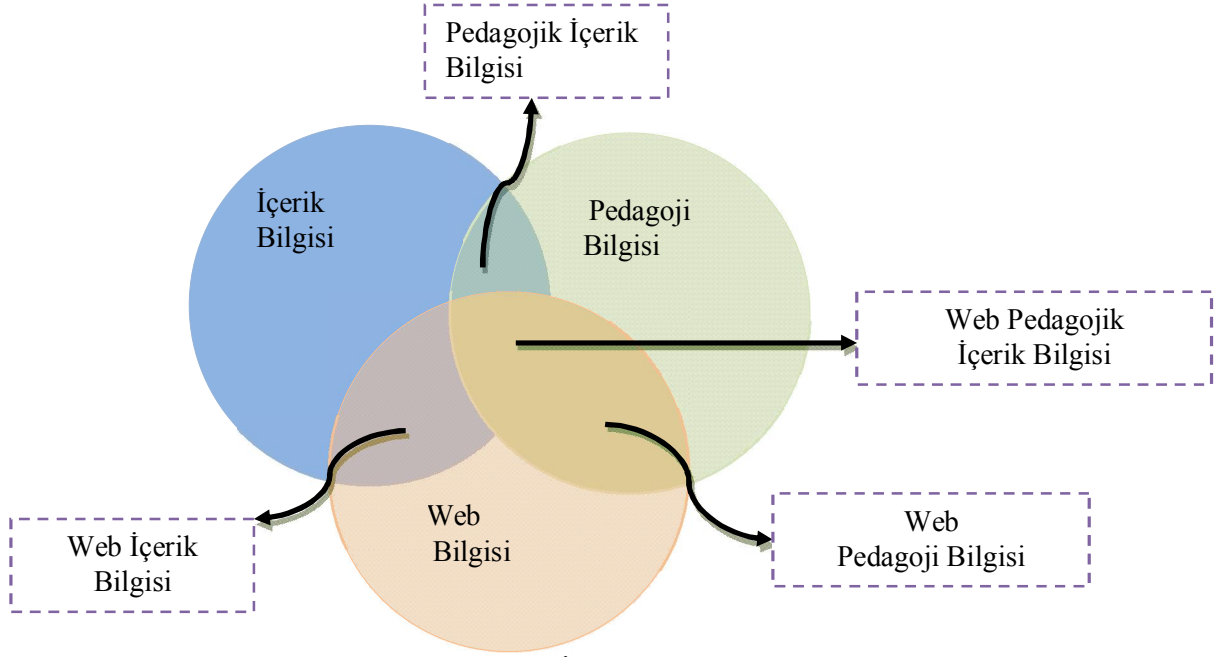 Pedagojik İçerik
Bilgisi
İçerik
Bilgisi
Pedagoji
Bilgisi
Web Pedagojik
İçerik Bilgisi
Web
Bilgisi
Web İçerik
Bilgisi
Web
Pedagoji Bilgisi